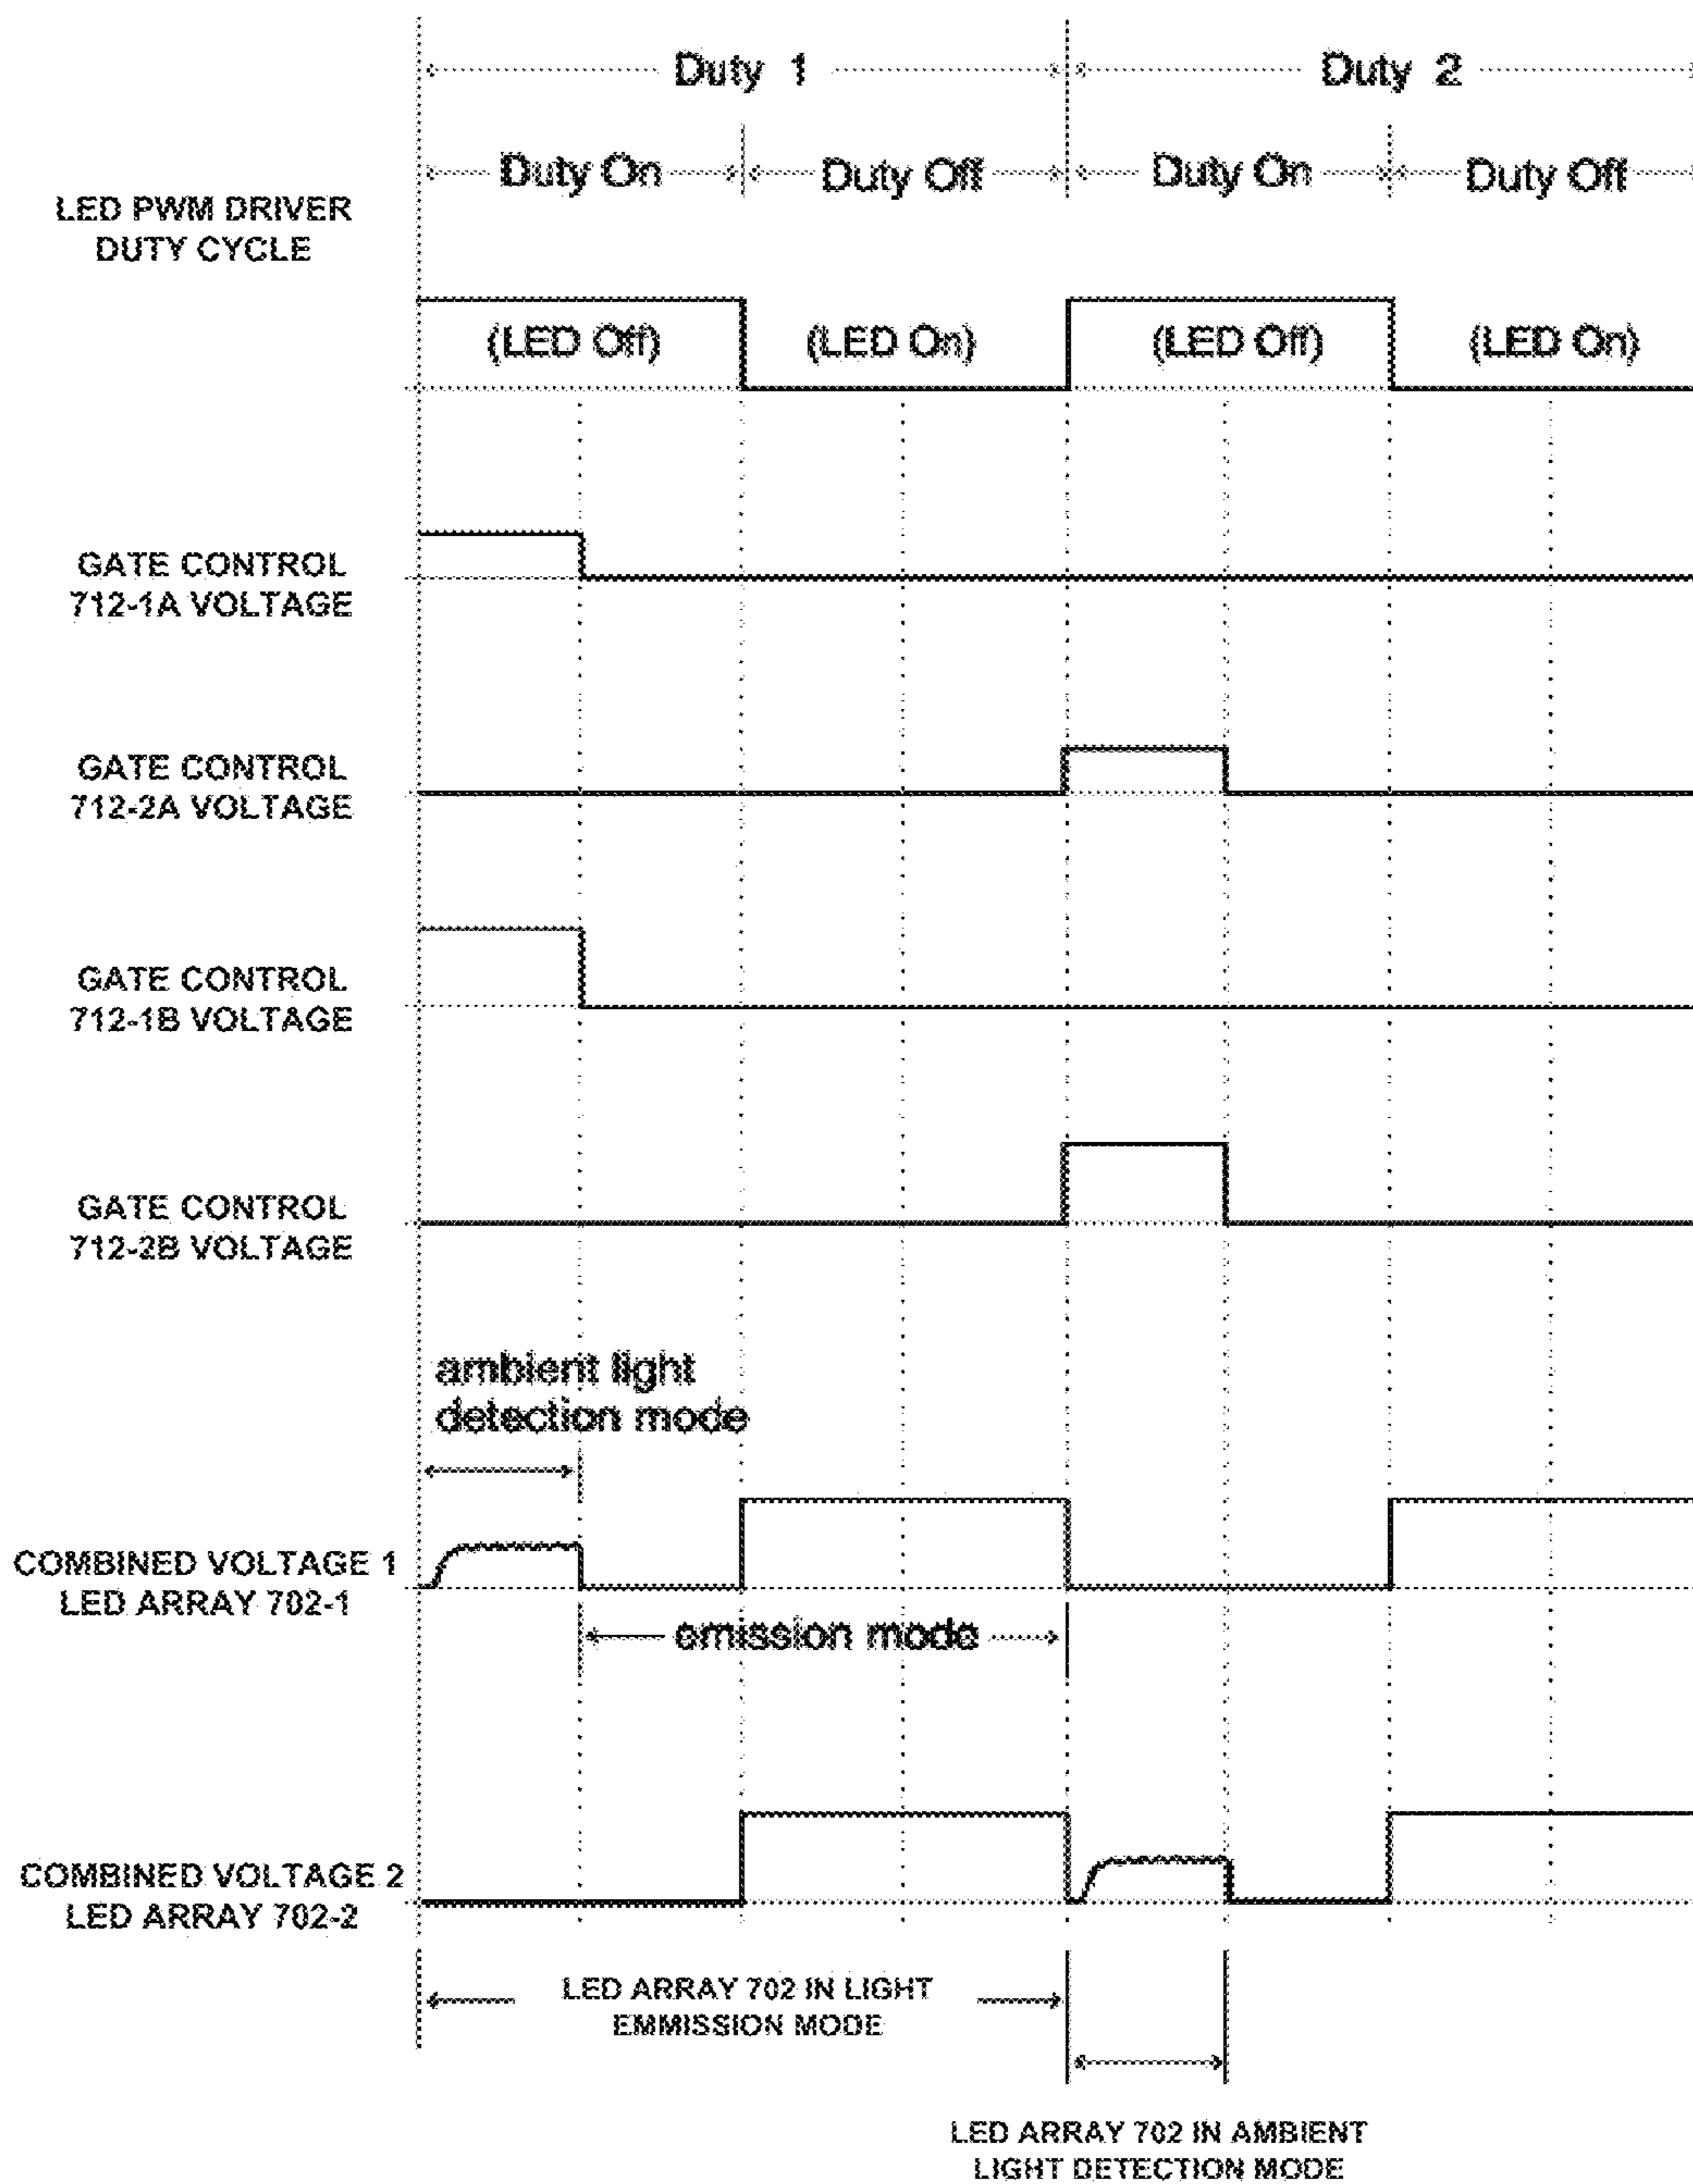 Duty 1
Duty 2
Duty On
Duty Off
Duty On
Duty Off
LED PWM DRIVER
DUTY CYCLE
(LED Off)
(LED On)
(LED Off)
(LED On)
GATE CONTROL
712-1A VOLTAGE
GATE CONTROL
712-2A VOLTAGE
GATE CONTROL
712-1B VOLTAGE
GATE CONTROL
712-2B VOLTAGE
ambient light
detection mode
COMBINED VOLTAGE 1
LED ARRAY 702-1
emission mode
COMBINED VOLTAGE 2
LED ARRAY 702-2
LED ARRAY 702 IN LIGHT
EMMISSION MODE
LED ARRAY 702 IN AMBIENT
LIGHT DETECTION MODE